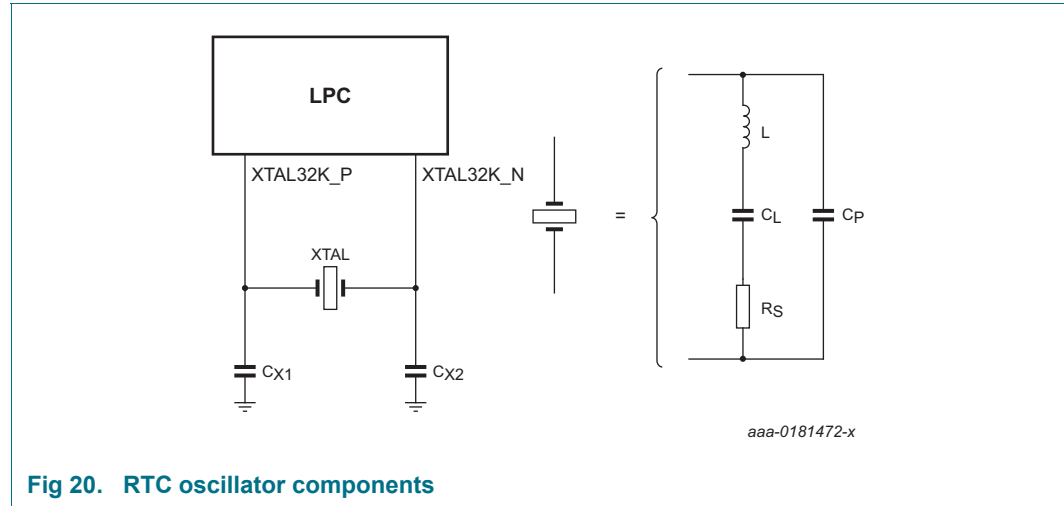 LPC
XTAL32K_P
XTAL32K_N
XTAL
CX1
CX2
=
L
CL
CP
RS
aaa-0181472-x
Fig 20. RTC oscillator components